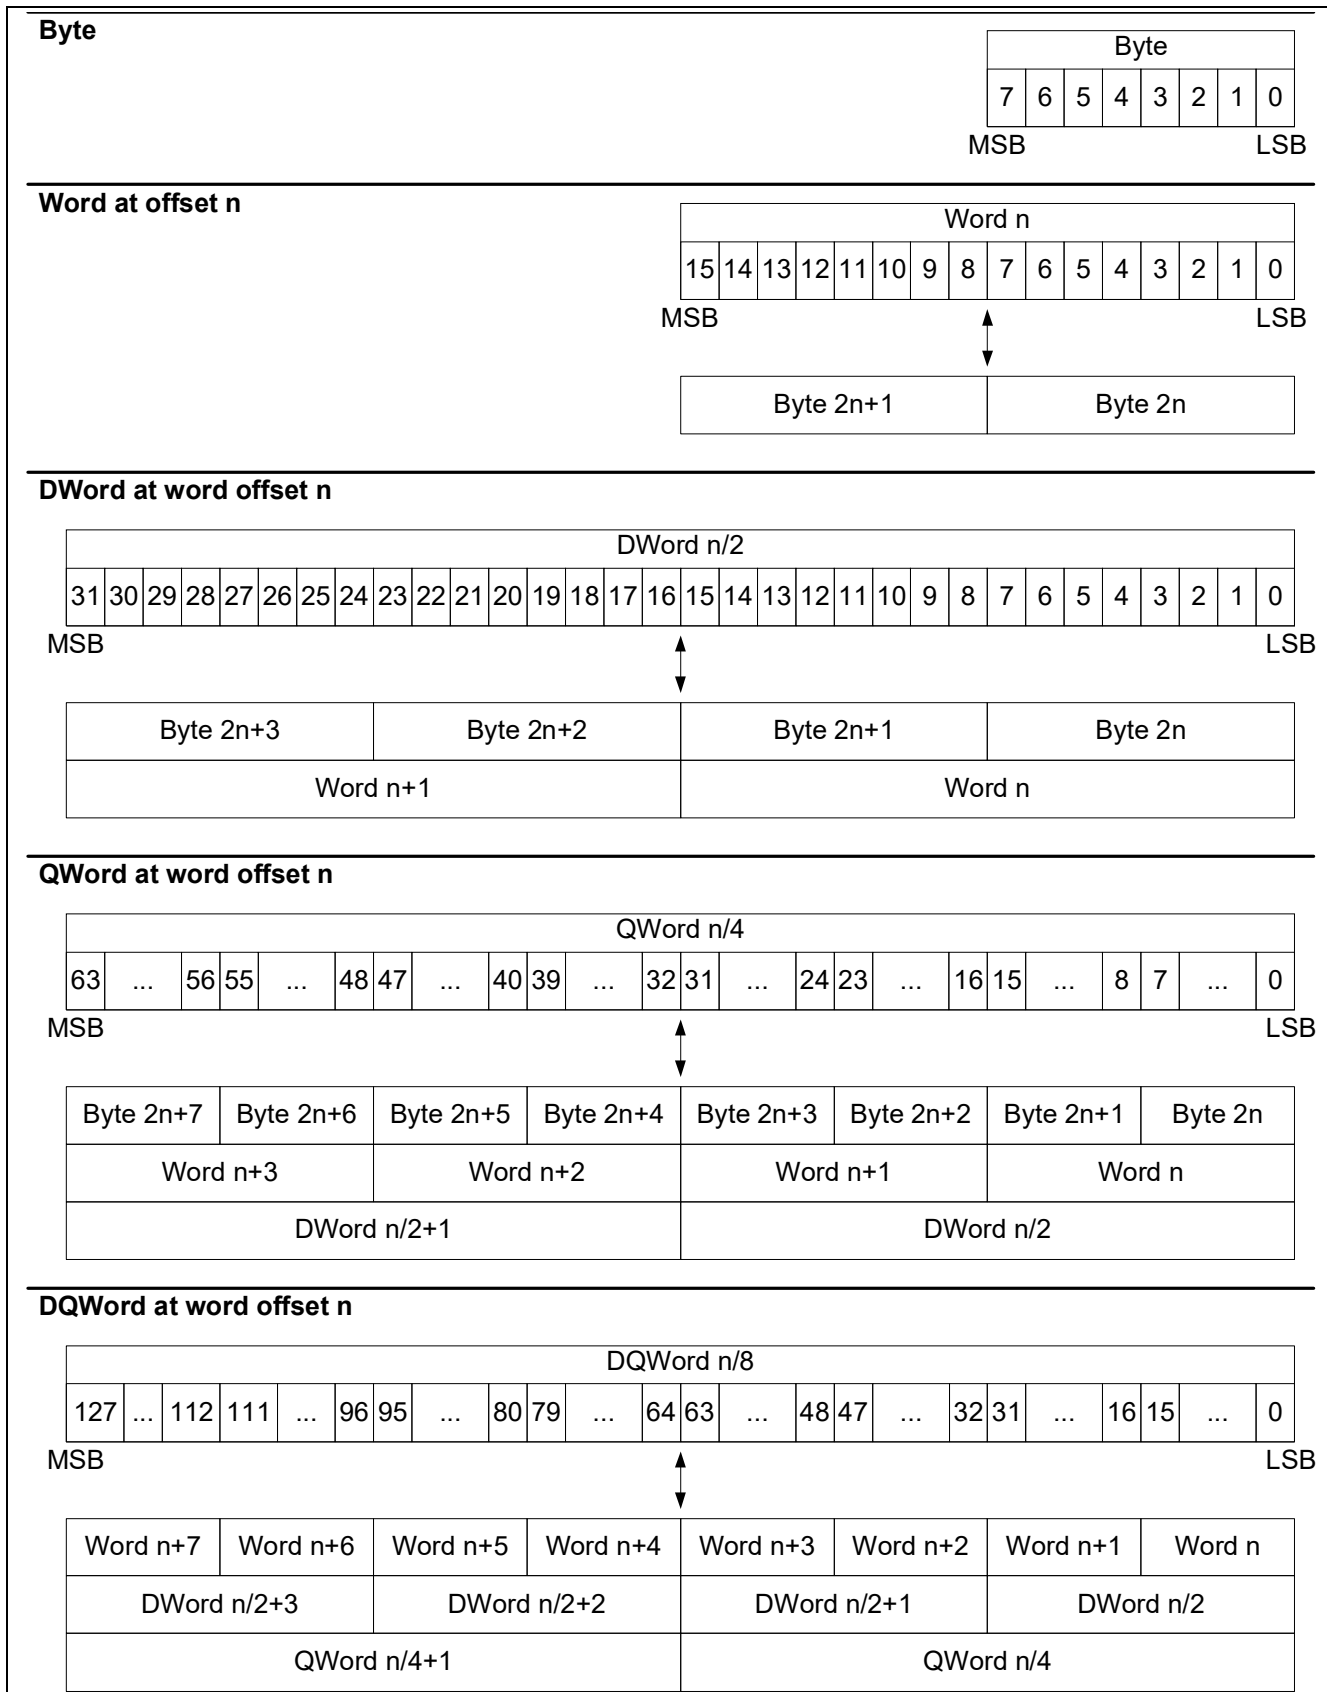 Byte
Byte
7 6 5 4 3 2 1 0
MSB LSB
Word at offset n
Word n
15 14 13 12 11 10 9 8 7 6 5 4 3 2 1 0
MSB LSB
Byte 2n+1 Byte 2n
DWord at word offset n
DWord n/2
31 30 29 28 27 26 25 24 23 22 21 20 19 18 17 16 15 14 13 12 11 10 9 8 7 6 5 4 3 2 1 0
MSB LSB
Byte 2n+3 Byte 2n+2 Byte 2n+1 Byte 2n
Word n+1 Word n
QWord at word offset n
QWord n/4
63 ... 56 55 ... 48 47 ... 40 39 ... 32 31 ... 24 23 ... 16 15 ... 8 7 ... 0
MSB LSB
Byte 2n+7 Byte 2n+6 Byte 2n+5 Byte 2n+4 Byte 2n+3 Byte 2n+2 Byte 2n+1 Byte 2n
Word n+3 Word n+2 Word n+1 Word n
DWord n/2+1 DWord n/2
DQWord at word offset n
DQWord n/8
127 ... 112 111 ... 96 95 ... 80 79 ... 64 63 ... 48 47 ... 32 31 ... 16 15 ... 0
MSB LSB
Word n+7 Word n+6 Word n+5 Word n+4 Word n+3 Word n+2 Word n+1 Word n
DWord n/2+3 DWord n/2+2 DWord n/2+1 DWord n/2
QWord n/4+1 QWord n/4